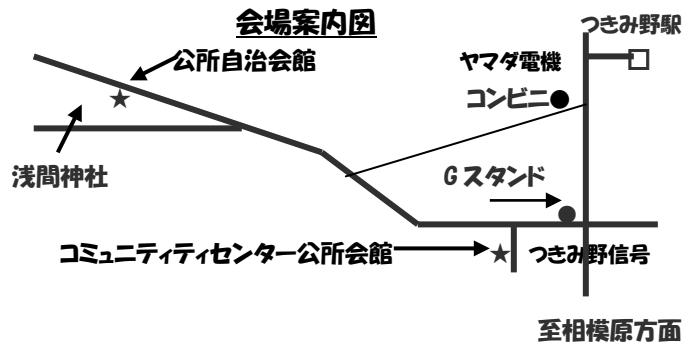 会場案内図
つきみ野駅
公所自治会館
ヤマダ電機
コンビニ
浅間神社
Gスタンド
コミュニティティセンター公所会館
つきみ野信号
至相模原方面